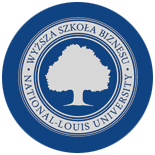 WYŻSZA SZKOŁA BIZNESU
NATIONAL-LOUIS UNIVERSITY